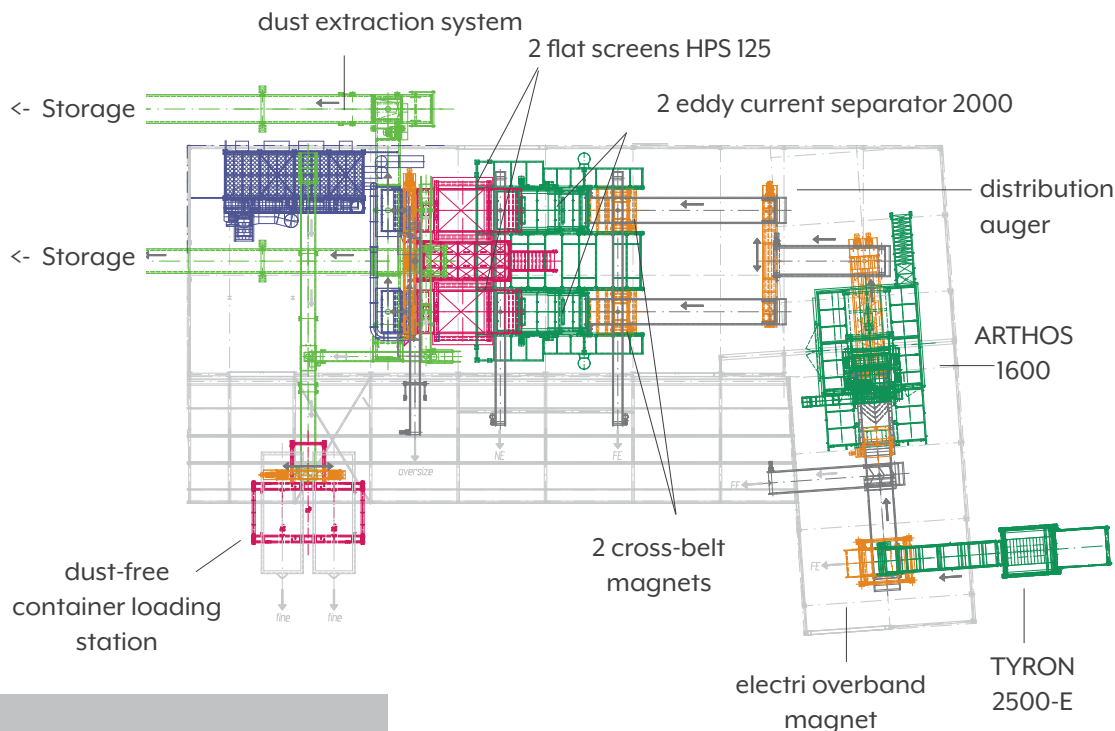 dust extraction system
2 flat screens HPS 125
<- Storage
2 eddy current separator 2000
distribution
auger
<- Storage
ARTHOS
1600
oversize
NE
FE
FE
FE
2 cross-belt
magnets
dust-free
container loading
station
fine
fine
electri overband
magnet
TYRON
2500-E